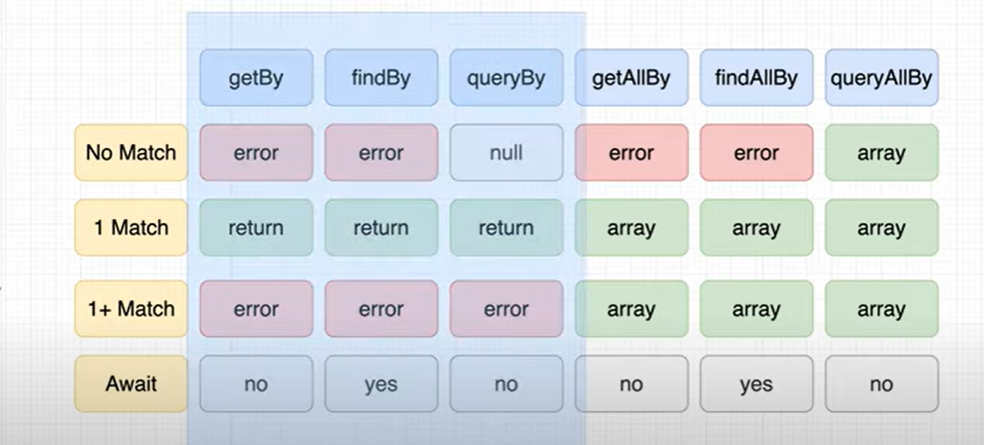 getBy findBy queryBy getAllBy findAllBy queryAllBy
No Match error error null error error array
1 Match return return return array array array
1+ Match error error error array array array
Await no yes no no yes no